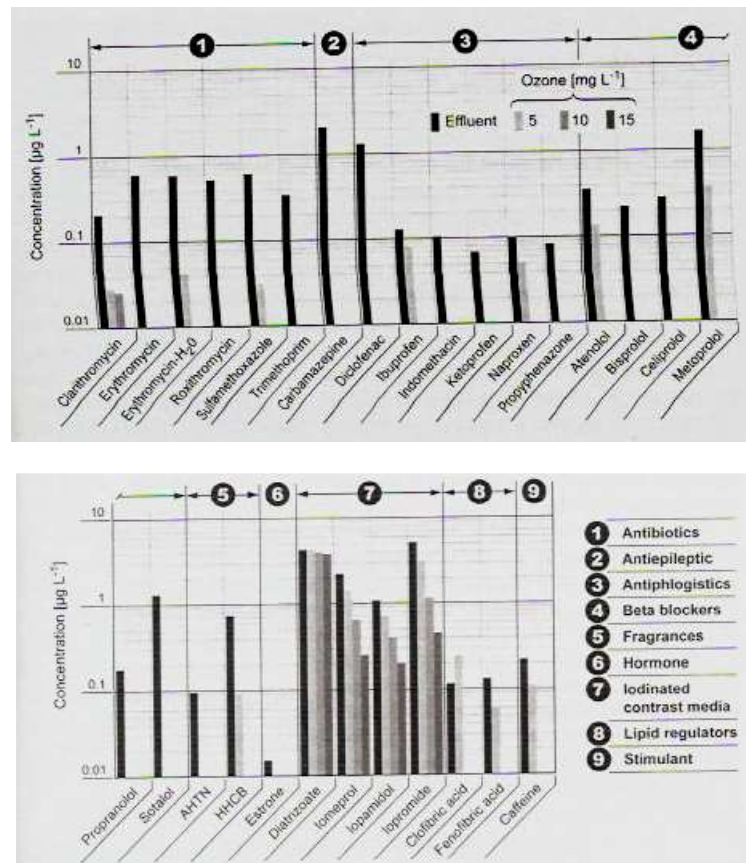 1 2 3 4
Ozone [mg L-1]
Effluent 5 10 15
Concentration [µg L-1]
10
1
0.1
0.01
Clarithromycin
Erythromycin
Erythromycin-H20
Roxithromycin
Sulfamethoxazole
Trimethoprim
Carbamazapine
Diclofenac
Ibuprofen
Indomethacin
Ketoprofen
Naproxen
Propyphenazone
Atenolol
Bisprolol
Celiprolol
Metoprolol
5 6 7 8 9
Concentration [µg L-1]
10
1
0.1
0.01
Propranolol
Sotalol
AHTN
HHCB
Estrone
Diatrizoate
Iomeprol
Iopamidol
Iopromide
Clofibric acid
Fenofibric acid
Caffeine
1 Antibiotics
2 Antiepileptic
3 Antiphlogistics
4 Beta blockers
5 Fragrances
6 Hormone
7 Iodinated
contrast media
8 Lipid regulators
9 Stimulant